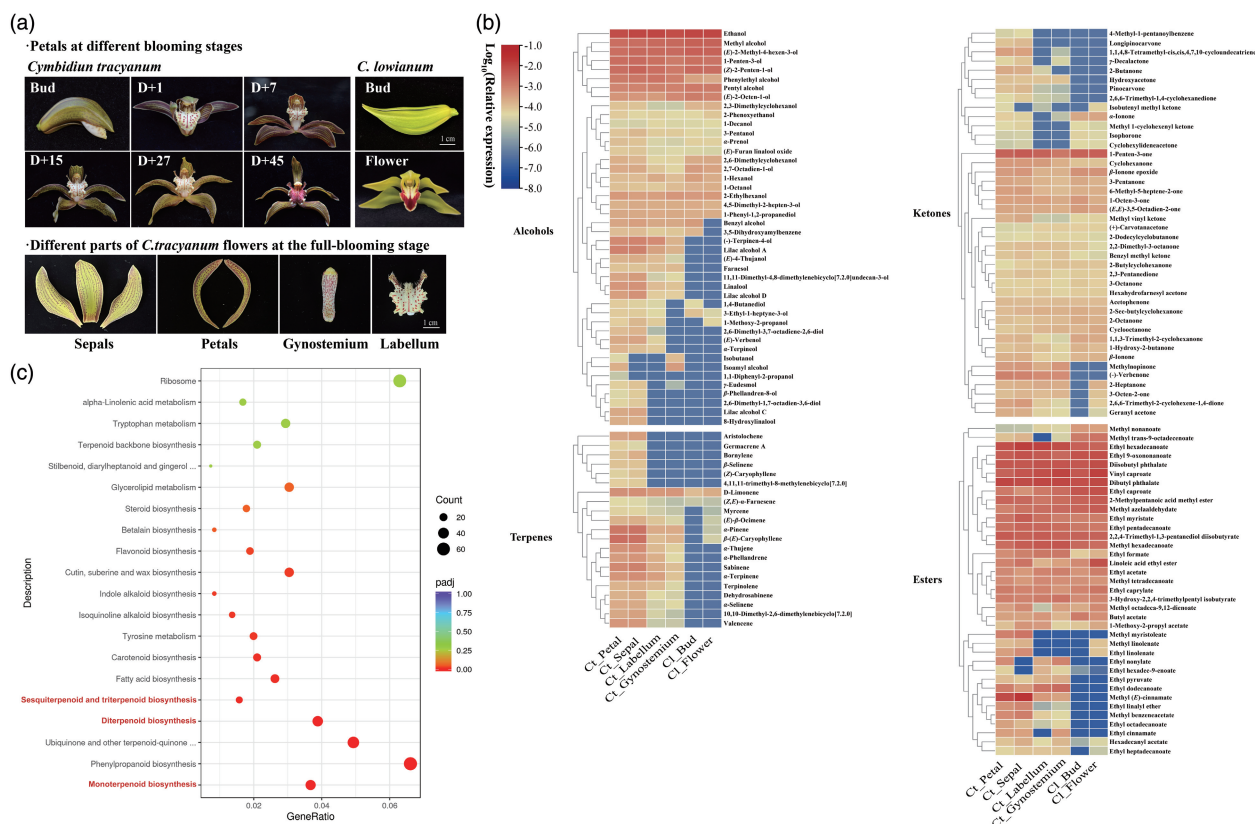 (a)
·Petals at different blooming stages
Cymbidiun tracyanum
C. lowianum
Bud
D+1
D+7
Bud
1 cm
D+15
D+27
D+45
Flower
·Different parts of C.tracyanum flowers at the full-blooming stage
1 cm
Sepals
Petals
Gynostemium
Labellum
(b)
Log10(Relative expression)
-1.0
-2.0
-3.0
-4.0
-5.0
-6.0
-7.0
-8.0
Alcohols
Ethanol
Methyl alcohol
(E)-2-Methyl-4-hexen-3-ol
1-Penten-3-ol
(Z)-2-Penten-1-ol
Phenylethyl alcohol
Pentyl alcohol
(E)-2-Octen-1-ol
2,3-Dimethylcyclohexanol
2-Phenoxyethanol
1-Decanol
3-Pentanol
α-Prenol
(E)-Furan linalool oxide
2,6-Dimethylcyclohexanol
2,7-Octadien-1-ol
1-Hexanol
1-Octanol
2-Ethylhexanol
4,5-Dimethyl-2-hepten-3-ol
1-Phenyl-1,2-propanediol
Benzyl alcohol
3,5-Dihydroxyamylbenzene
(-)-Terpinen-4-ol
Lilac alcohol A
(E)-4-Thujanol
Farnesol
11,11-Dimethyl-4,8-dimethylenebicyclo[7.2.0]undecan-3-ol
Linalool
Lilac alcohol D
1,4-Butanediol
3-Ethyl-1-heptyne-3-ol
1-Methoxy-2-propanol
2,6-Dimethyl-3,7-octadiene-2,6-diol
(E)-Verbenol
α-Terpineol
Isobutanol
Isoamyl alcohol
1,1-Diphenyl-2-propanol
γ-Eudesmol
β-Phellandren-8-ol
2,6-Dimethyl-1,7-octadien-3,6-diol
Lilac alcohol C
8-Hydroxylinalool
Terpenes
Aristolochene
Germacrene A
Bornylene
β-Selinene
(Z)-Caryophyllene
4,11,11-trimethyl-8-methylenebicyclo[7.2.0]
D-Limonene
(Z,E)-α-Farnesene
Myrcene
(E)-β-Ocimene
α-Pinene
β-(E)-Caryophyllene
α-Thujene
α-Phellandrene
Sabinene
α-Terpinene
Terpinolene
Dehydrosabinene
α-Selinene
10,10-Dimethyl-2,6-dimethylenebicyclo[7.2.0]
Valencene
Ct_Petal
Ct_Sepal
Ct_Labellum
Ct_Gynostemium
Cl_Bud
Cl_Flower
Ketones
4-Methyl-1-pentanoylbenzene
Longipinocarvone
1,1,4,8-Tetramethyl-cis,cis,4,7,10-cycloundecatriene
γ-Decalactone
2-Butanone
Hydroxyacetone
Pinocarvone
2,6,6-Trimethyl-1,4-cyclohexanedione
Isobutenyl methyl ketone
α-Ionone
Methyl 1-cyclohexenyl ketone
Isophorone
Cyclohexylideneacetone
1-Penten-3-one
Cyclohexanone
β-Ionone epoxide
3-Pentanone
6-Methyl-5-heptene-2-one
1-Octen-3-one
(E,E)-3,5-Octadien-2-one
Methyl vinyl ketone
(+)-Carvotanacetone
2-Dodecylcyclobutanone
2,2-Dimethyl-3-octanone
Benzyl methyl ketone
2-Butylcyclohexanone
2,3-Pentanedione
3-Octanone
Hexahydrofarnesyl acetone
Acetophenone
2-Sec-butylcyclohexanone
2-Octanone
Cyclooctanone
1,1,3-Trimethyl-2-cyclohexanone
1-Hydroxy-2-butanone
β-Ionone
Methylnopinone
(-)-Verbenone
2-Heptanone
3-Octen-2-one
2,6,6-Trimethyl-2-cyclohexene-1,4-dione
Geranyl acetone
Esters
Methyl nonanoate
Methyl trans-9-octadecenoate
Ethyl hexadecanoate
Ethyl 9-oxononanoate
Diisobutyl phthalate
Vinyl caproate
Dibutyl phthalate
Ethyl caproate
2-Methylpentanoic acid methyl ester
Methyl azelaaldehydate
Ethyl myristate
Ethyl pentadecanoate
2,2,4-Trimethyl-1,3-pentanediol diisobutyrate
Methyl hexadecanoate
Ethyl formate
Linoleic acid ethyl ester
Ethyl acetate
Methyl tetradecanoate
Ethyl caprylate
3-Hydroxy-2,2,4-trimethylpentyl isobutyrate
Methyl octadeca-9,12-dienoate
Butyl acetate
1-Methoxy-2-propyl acetate
Methyl myristoleate
Methyl linolenate
Ethyl linolenate
Ethyl nonylate
Ethyl hexadec-9-enoate
Ethyl pyruvate
Ethyl dodecanoate
Methyl (E)-cinnamate
Ethyl linalyl ether
Methyl benzeneacetate
Ethyl octadecanoate
Ethyl cinnamate
Hexadecanyl acetate
Ethyl heptadecanoate
Ct_Petal
Ct_Sepal
Ct_Labellum
Ct_Gynostemium
Cl_Bud
Cl_Flower
(c)
Description
Ribosome
alpha-Linolenic acid metabolism
Tryptophan metabolism
Terpenoid backbone biosynthesis
Stilbenoid, diarylheptanoid and gingerol ...
Glycerolipid metabolism
Steroid biosynthesis
Betalain biosynthesis
Flavonoid biosynthesis
Cutin, suberine and wax biosynthesis
Indole alkaloid biosynthesis
Isoquinoline alkaloid biosynthesis
Tyrosine metabolism
Carotenoid biosynthesis
Fatty acid biosynthesis
Sesquiterpenoid and triterpenoid biosynthesis
Diterpenoid biosynthesis
Ubiquinone and other terpenoid-quinone ...
Phenylpropanoid biosynthesis
Monoterpenoid biosynthesis
0.02
0.04
0.06
GeneRatio
Count
20
40
60
padj
1.00
0.75
0.50
0.25
0.00